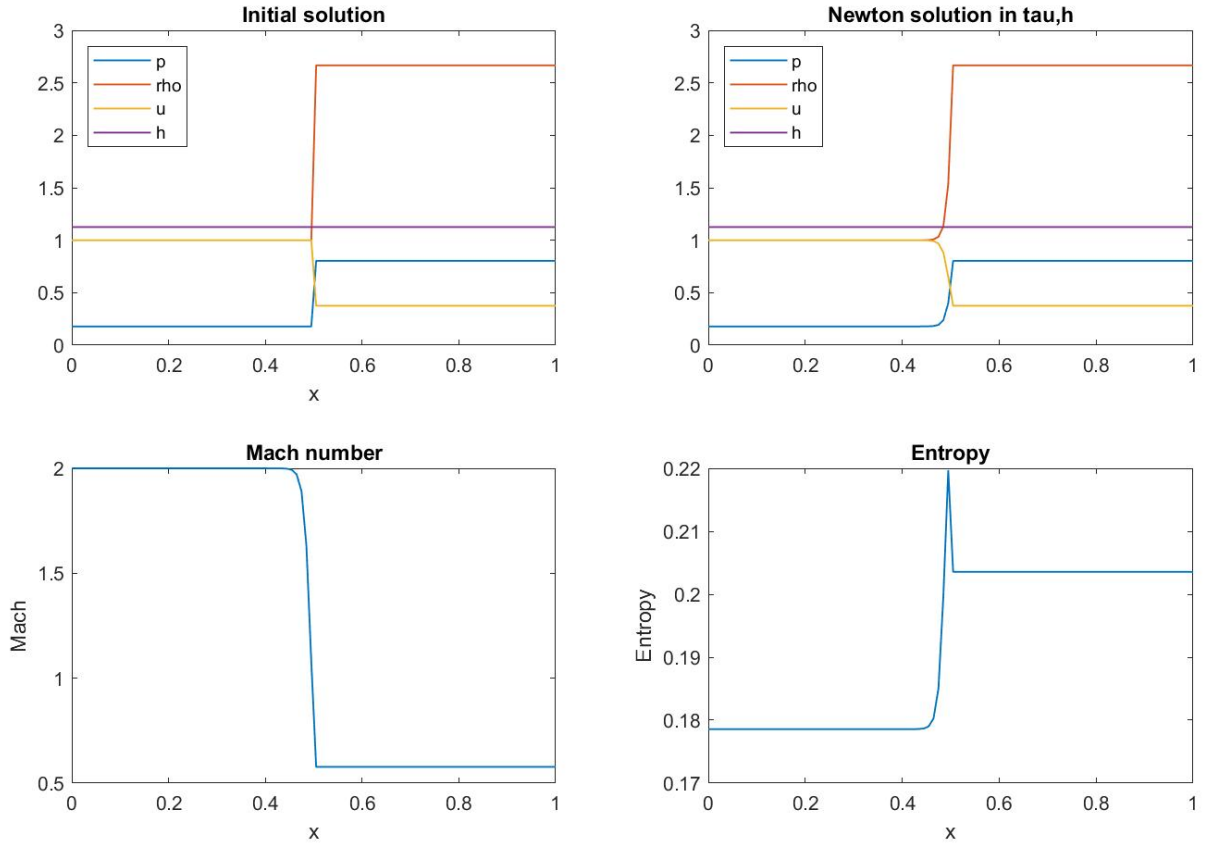 Initial solution
3
2.5
2
1.5
1
0.5
0
0 0.2 0.4 0.6 0.8 1
x
p
rho
u
h
Newton solution in tau,h
3
2.5
2
1.5
1
0.5
0
0 0.2 0.4 0.6 0.8 1
p
rho
u
h
Mach number
Mach
2
1.5
1
0.5
0 0.2 0.4 0.6 0.8 1
x
Entropy
Entropy
0.22
0.21
0.2
0.19
0.18
0.17
0 0.2 0.4 0.6 0.8 1
x